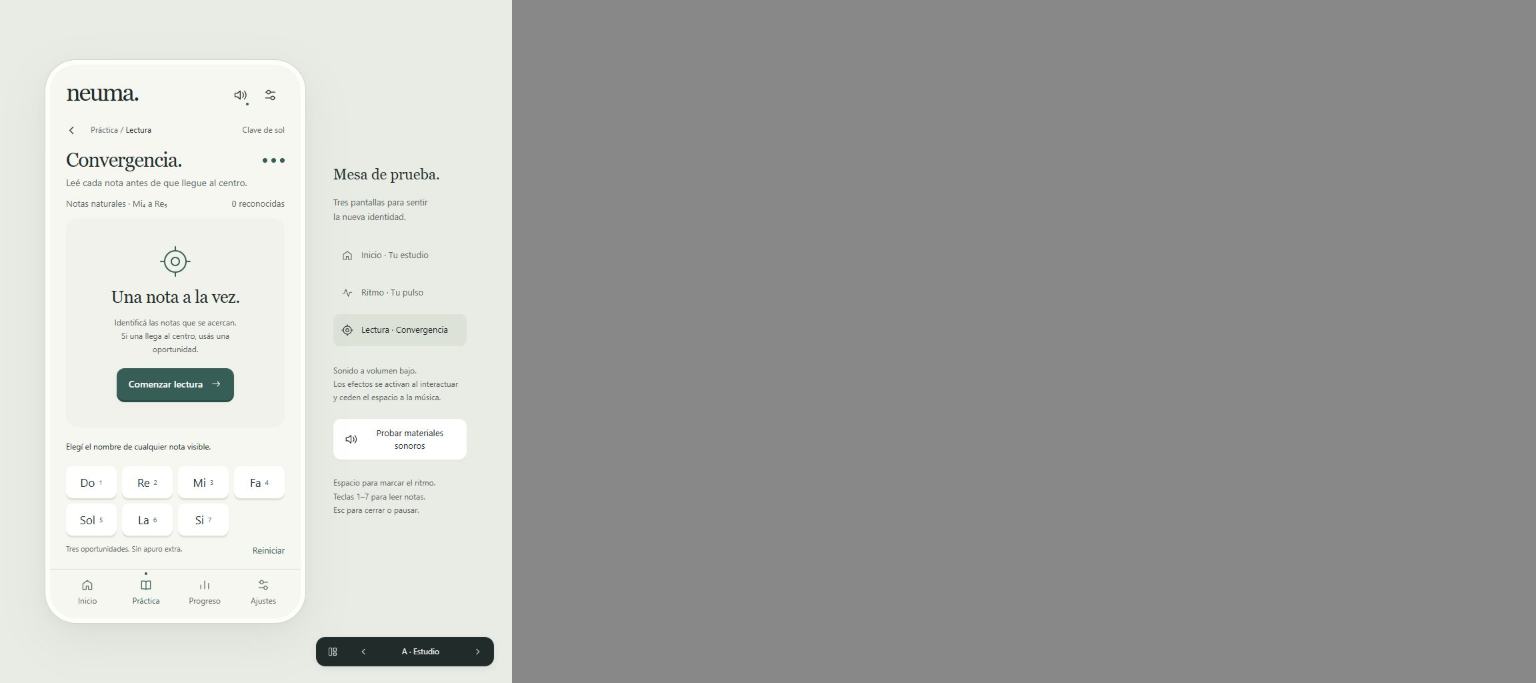 neuma.
Práctica / Lectura
Clave de sol
Convergencia.
Leé cada nota antes de que llegue al centro.
Notas naturales · Mi₄ a Re₅
0 reconocidas
Una nota a la vez.
Identificá las notas que se acercan.
Si una llega al centro, usás una
oportunidad.
Comenzar lectura →
Elegí el nombre de cualquier nota visible.
Do 1
Re 2
Mi 3
Fa 4
Sol 5
La 6
Si 7
Tres oportunidades. Sin apuro extra.
Reiniciar
Inicio
Práctica
Progreso
Ajustes
Mesa de prueba.
Tres pantallas para sentir
la nueva identidad.
Inicio · Tu estudio
Ritmo · Tu pulso
Lectura · Convergencia
Sonido a volumen bajo.
Los efectos se activan al interactuar
y ceden el espacio a la música.
Probar materiales
sonoros
Espacio para marcar el ritmo.
Teclas 1–7 para leer notas.
Esc para cerrar o pausar.
A · Estudio